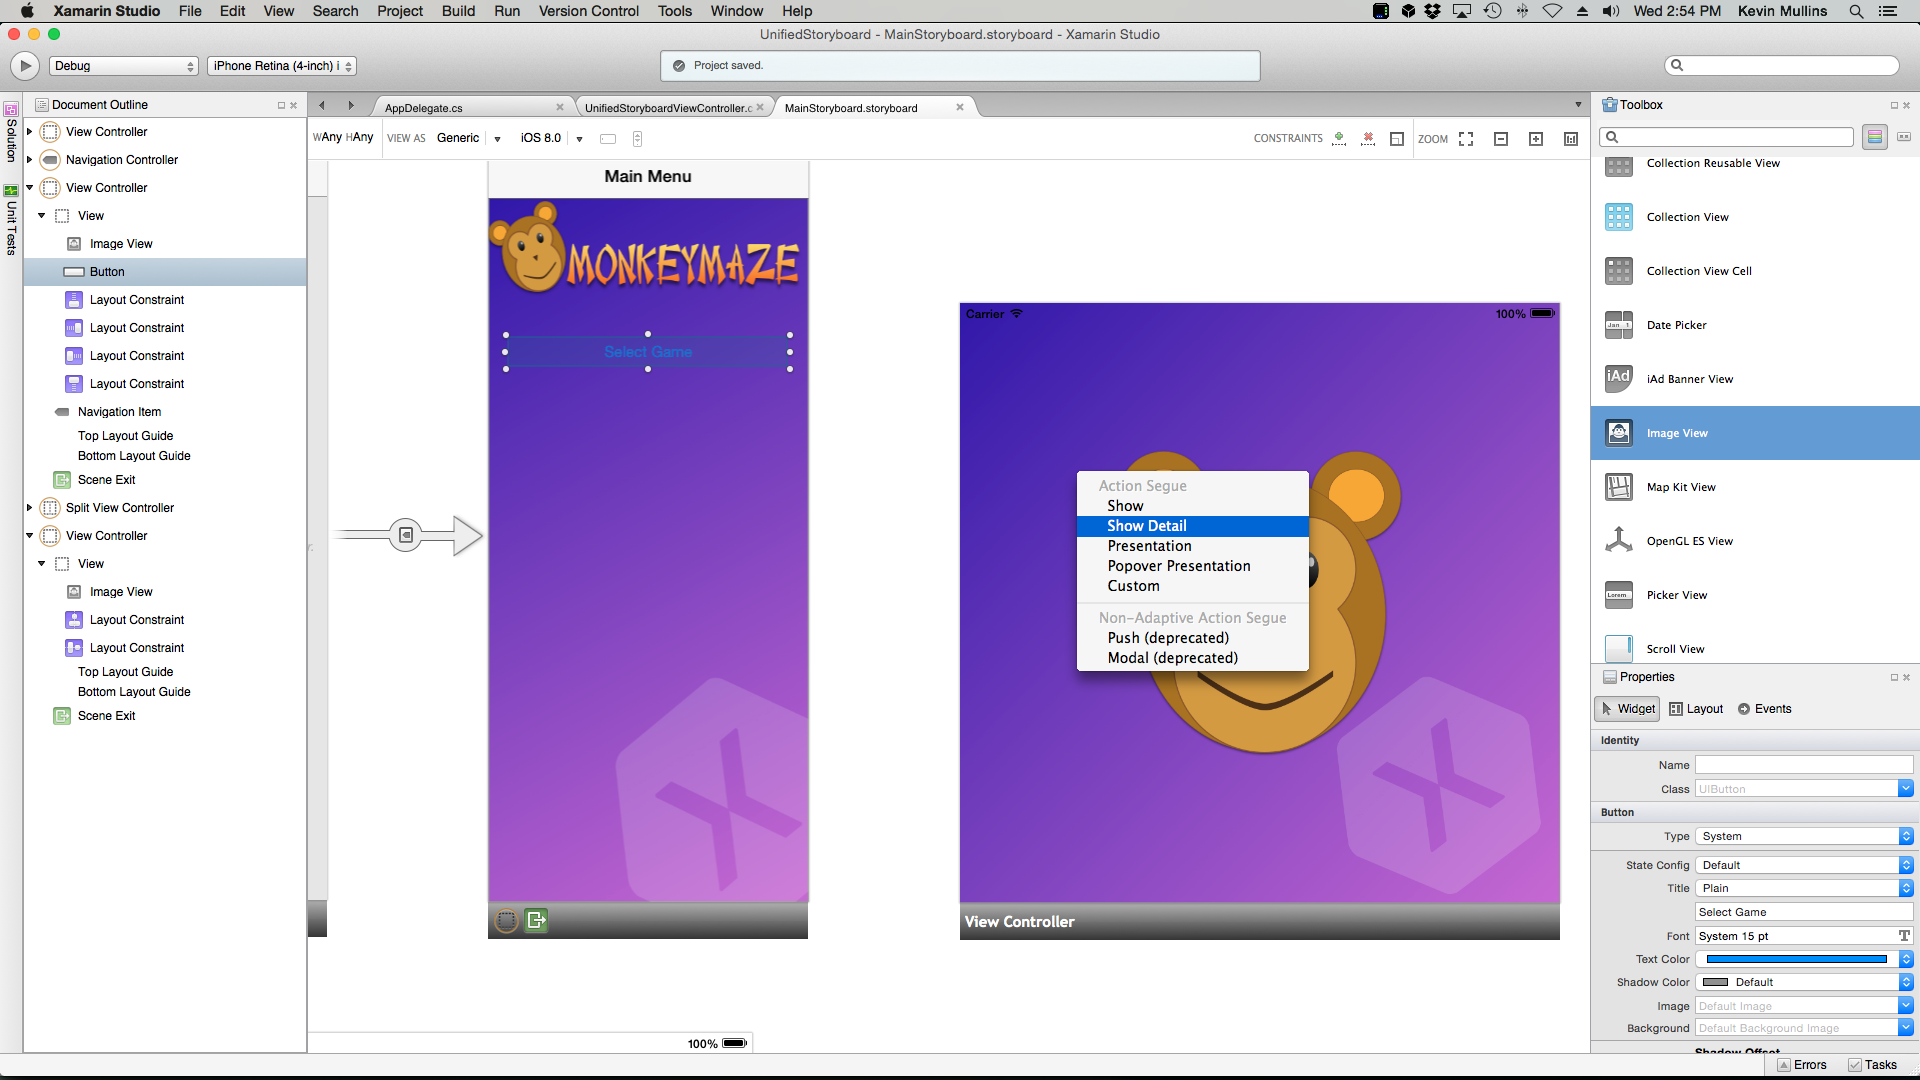 Xamarin Studio File Edit View Search Project Build Run Version Control Tools Window Help Wed 2:54 PM Kevin Mullins
UnifiedStoryboard - MainStoryboard.storyboard - Xamarin Studio
Debug iPhone Retina (4-inch) i Project saved.
Solution
Unit Tests
Document Outline
View Controller
Navigation Controller
View Controller
View
Image View
Button
Layout Constraint
Layout Constraint
Layout Constraint
Layout Constraint
Navigation Item
Top Layout Guide
Bottom Layout Guide
Scene Exit
Split View Controller
View Controller
View
Image View
Layout Constraint
Layout Constraint
Top Layout Guide
Bottom Layout Guide
Scene Exit
AppDelegate.cs UnifiedStoryboardViewController.c MainStoryboard.storyboard
wAny hAny VIEW AS Generic iOS 8.0 CONSTRAINTS ZOOM
Main Menu
MONKEYMAZE
Select Game
r.
Carrier 100%
Action Segue
Show
Show Detail
Presentation
Popover Presentation
Custom
Non-Adaptive Action Segue
Push (deprecated)
Modal (deprecated)
View Controller
100%
Toolbox
Collection Reusable View
Collection View
Collection View Cell
Jan 1 Date Picker
iAd iAd Banner View
Image View
Map Kit View
OpenGL ES View
Lorem Picker View
Scroll View
Properties
Widget Layout Events
Identity
Name
Class UIButton
Button
Type System
State Config Default
Title Plain
Select Game
Font System 15 pt T
Text Color
Shadow Color Default
Image Default Image
Background Default Background Image
Shadow Offset
Errors Tasks